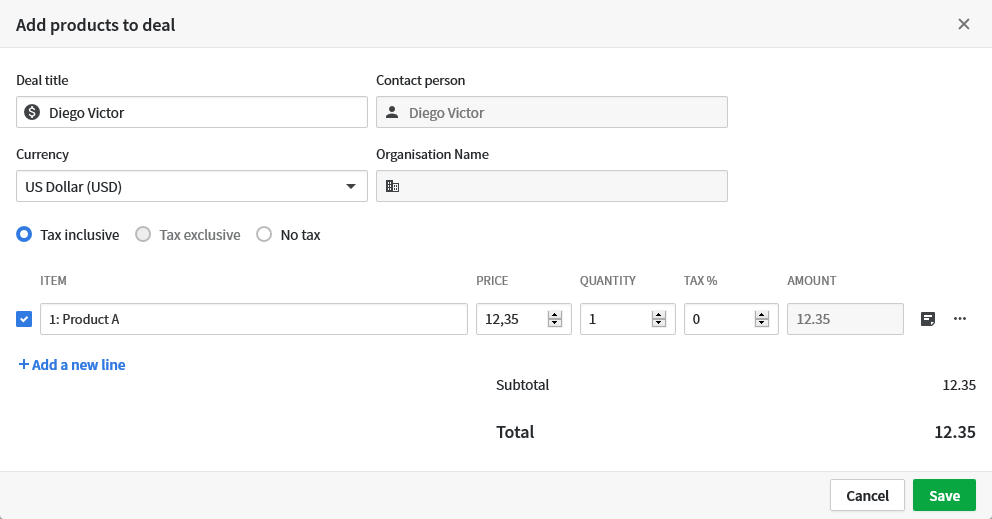 Add products to deal
Deal title
Contact person
Diego Victor
Diego Victor
Currency
Organisation Name
US Dollar (USD)
Tax inclusive
Tax exclusive
No tax
ITEM PRICE QUANTITY TAX % AMOUNT
1: Product A 12,35 1 0 12.35
+ Add a new line
Subtotal 12.35
Total 12.35
Cancel Save